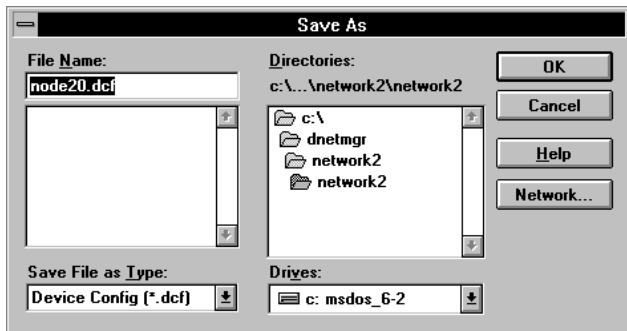 Save As
File Name:
node20.dcf
Directories:
c:\...\network2\network2
c:\
dnetmgr
network2
network2
OK
Cancel
Help
Network...
Save File as Type:
Device Config (*.dcf)
Drives:
c: msdos_6-2